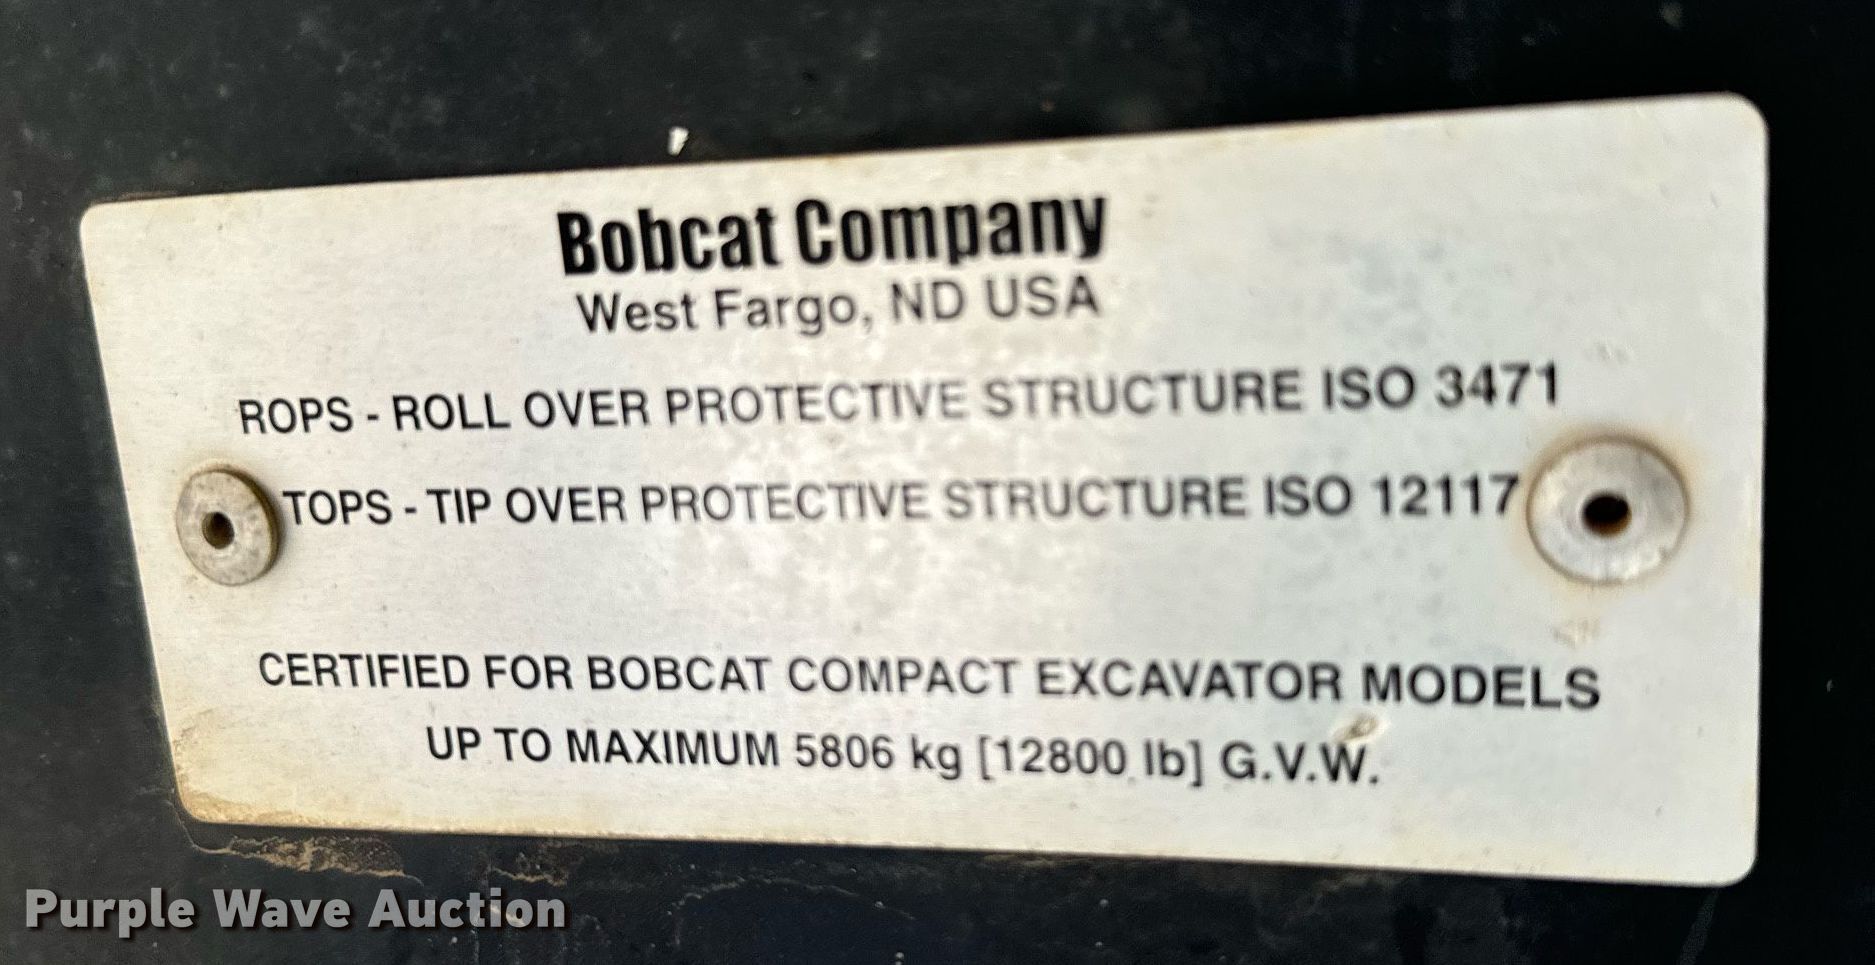 Bobcat Company
West Fargo, ND USA
ROPS - ROLL OVER PROTECTIVE STRUCTURE ISO 3471
TOPS - TIP OVER PROTECTIVE STRUCTURE ISO 12117
CERTIFIED FOR BOBCAT COMPACT EXCAVATOR MODELS
UP TO MAXIMUM 5806 kg [12800 lb] G.V.W.
Purple Wave Auction